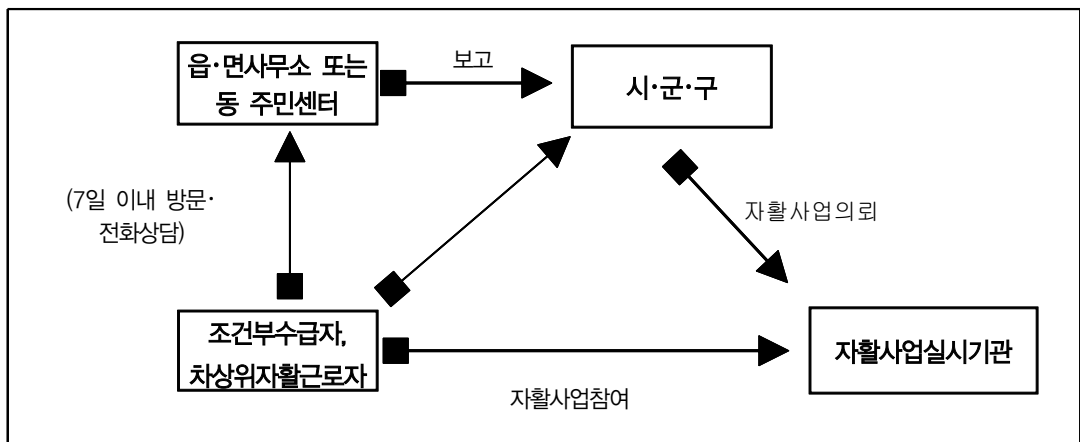 읍·면사무소 또는
동 주민센터
보고
시·군·구
(7일 이내 방문·
전화상담)
자활사업의뢰
조건부수급자,
차상위자활근로자
자활사업실시기관
자활사업참여